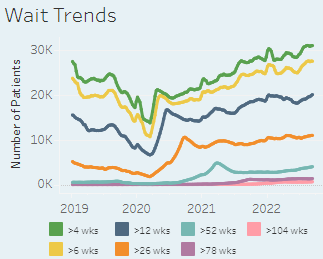 Wait Trends
Number of Patients
30K
20K
10K
0K
2019 2020 2021 2022
>4 wks >12 wks >52 wks >104 wks
>6 wks >26 wks >78 wks